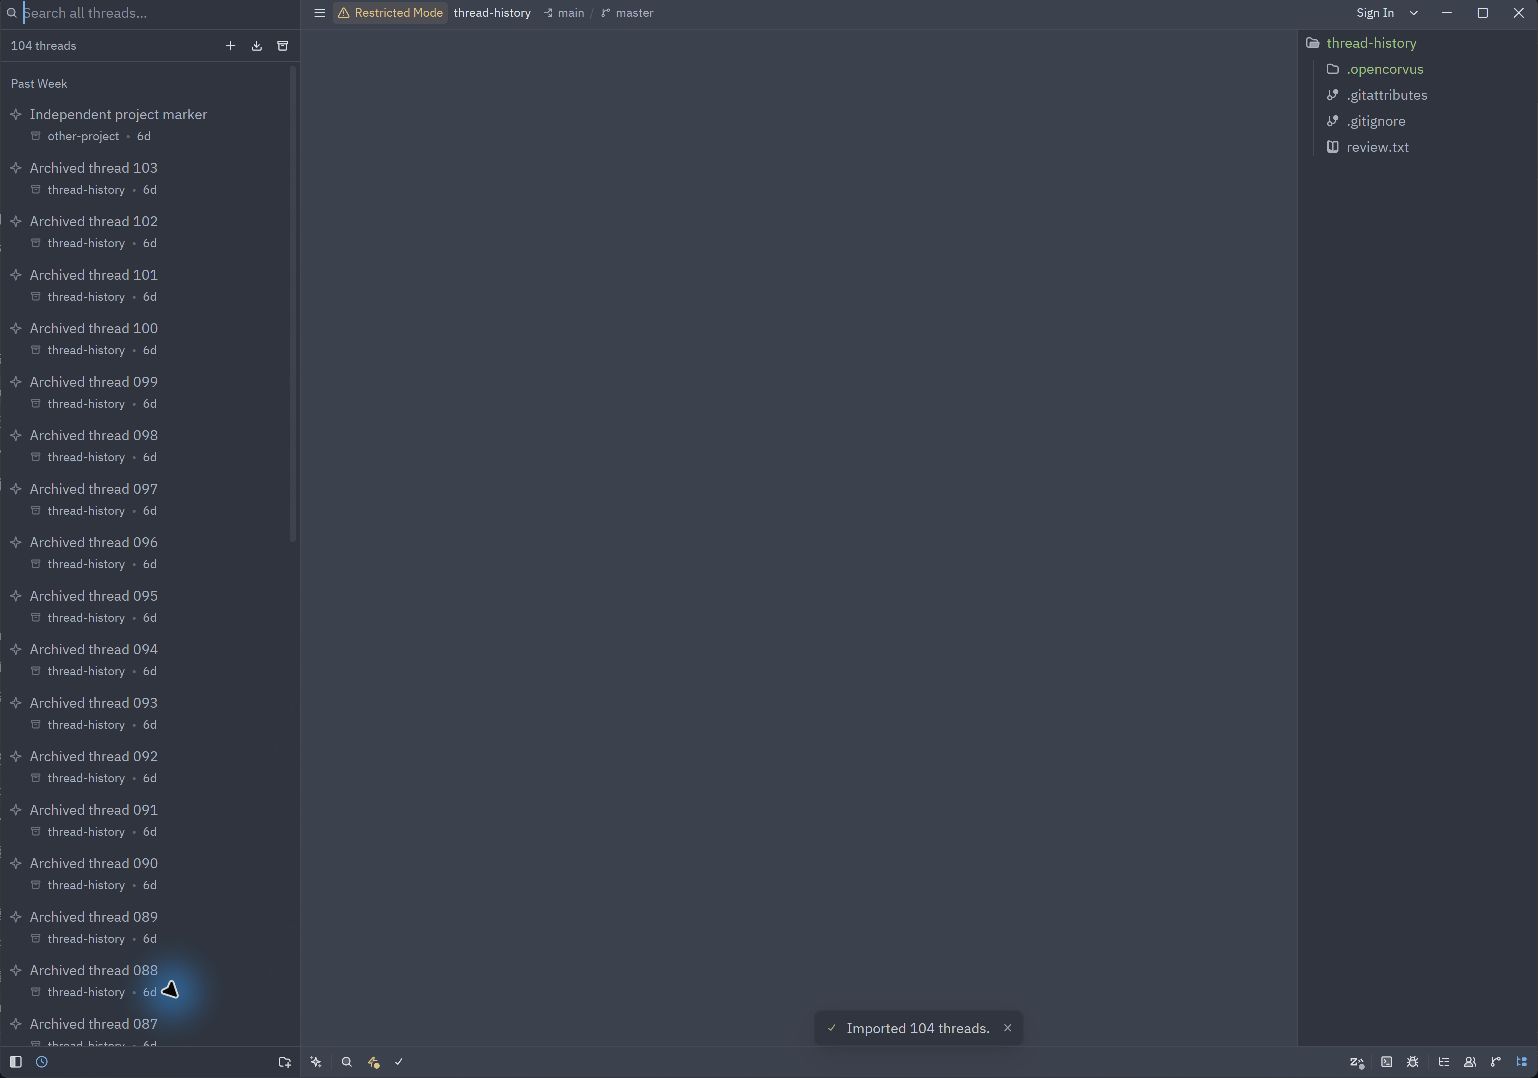 Search all threads...
Restricted Mode
thread-history
main / master
Sign In
104 threads
Past Week
Independent project marker
other-project • 6d
Archived thread 103
thread-history • 6d
Archived thread 102
thread-history • 6d
Archived thread 101
thread-history • 6d
Archived thread 100
thread-history • 6d
Archived thread 099
thread-history • 6d
Archived thread 098
thread-history • 6d
Archived thread 097
thread-history • 6d
Archived thread 096
thread-history • 6d
Archived thread 095
thread-history • 6d
Archived thread 094
thread-history • 6d
Archived thread 093
thread-history • 6d
Archived thread 092
thread-history • 6d
Archived thread 091
thread-history • 6d
Archived thread 090
thread-history • 6d
Archived thread 089
thread-history • 6d
Archived thread 088
thread-history • 6d
Archived thread 087
thread-history • 6d
Imported 104 threads.
thread-history
.opencorvus
.gitattributes
.gitignore
review.txt